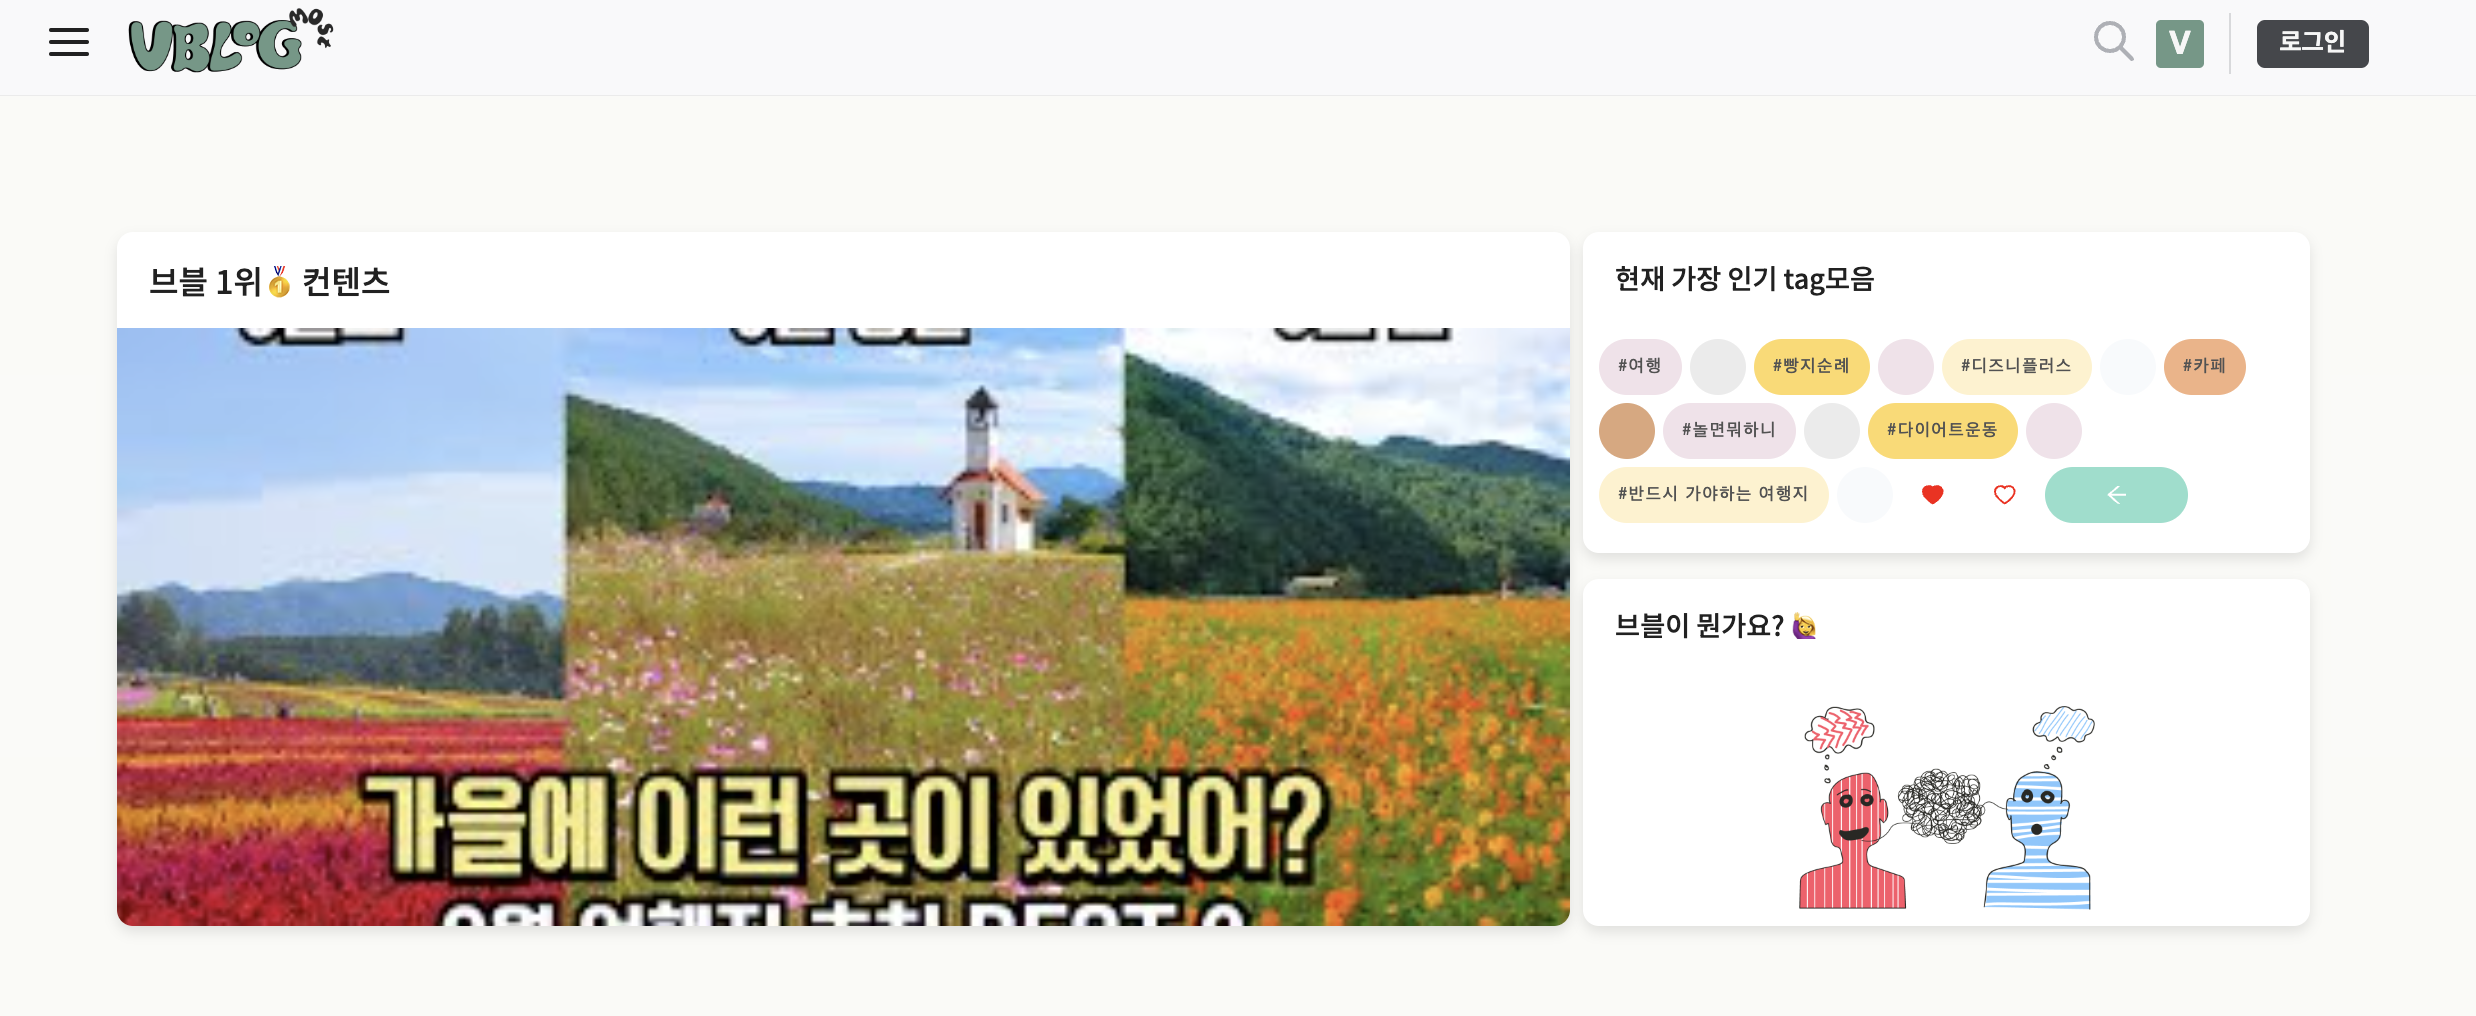 VBLOG
MOST
V
로그인
브블 1위 컨텐츠
가을에 이런 곳이 있었어?
현재 가장 인기 tag모음
#여행
#빵지순례
#디즈니플러스
#카페
#놀면뭐하니
#다이어트운동
#반드시 가야하는 여행지
브블이 뭔가요?